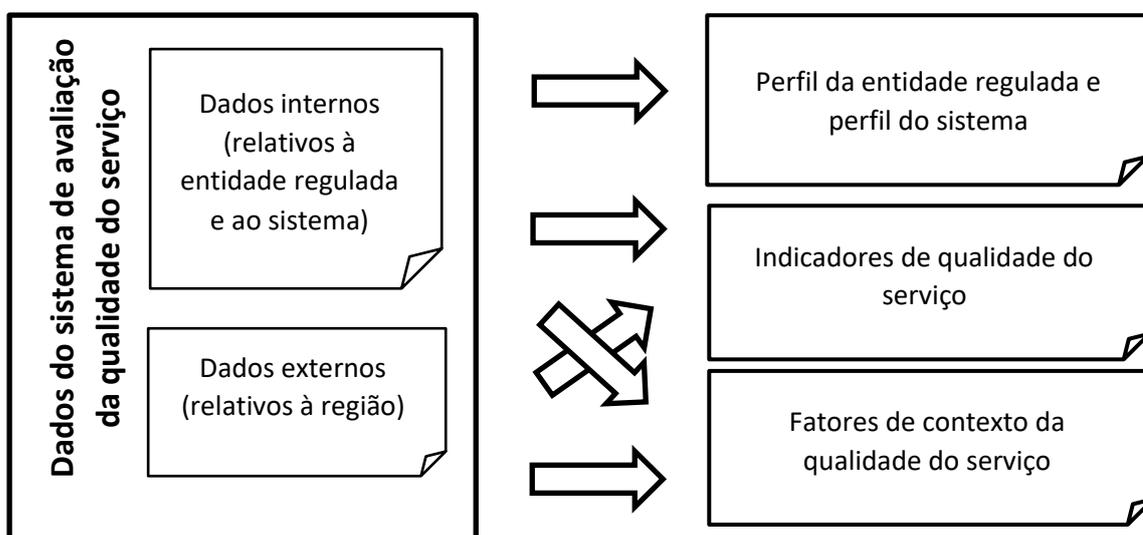 Dados do sistema de avaliação
da qualidade do serviço
Dados internos
(relativos à
entidade regulada
e ao sistema)
Dados externos
(relativos à região)
Perfil da entidade regulada e
perfil do sistema
Indicadores de qualidade do
serviço
Fatores de contexto da
qualidade do serviço